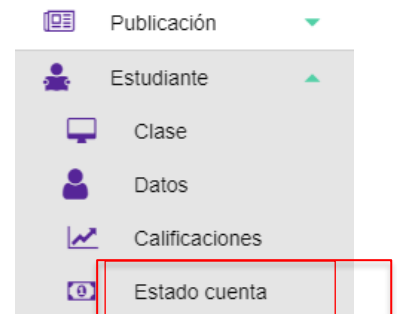 Publicación
Estudiante
Clase
Datos
Calificaciones
Estado cuenta